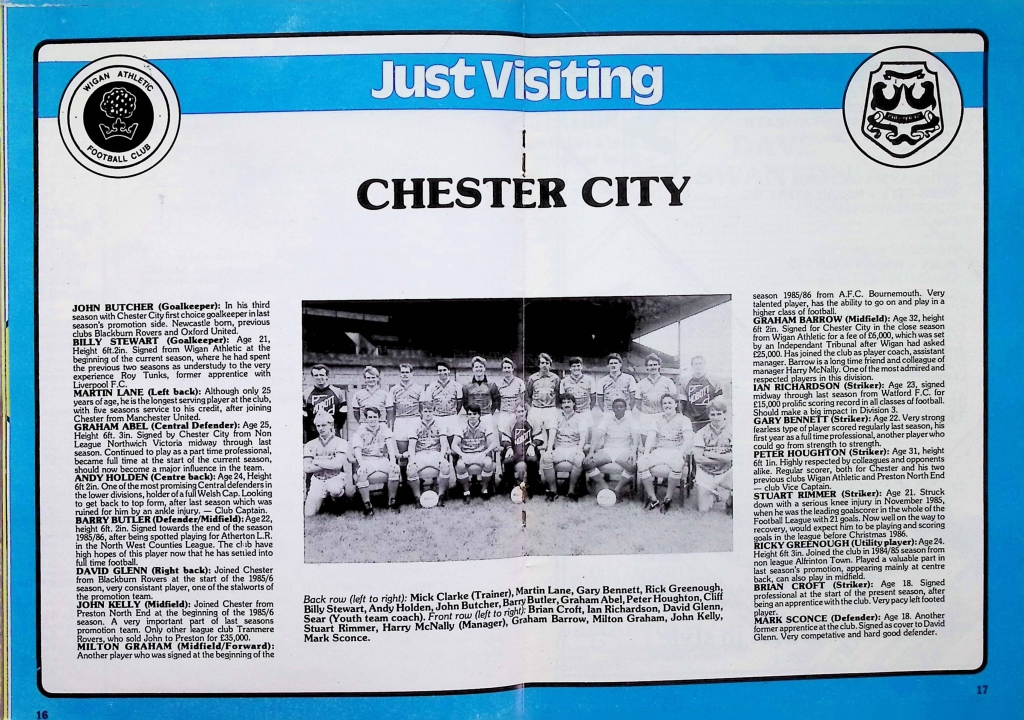 WIGAN ATHLETIC
FOOTBALL CLUB
Just Visiting
CHESTER CITY
JOHN BUTCHER (Goalkeeper): In his third
season with Chester City first choice goalkeeper in last
season's promotion side. Newcastle born, previous
clubs Blackburn Rovers and Oxford United.
BILLY STEWART (Goalkeeper): Age 21,
Height 6ft.2in. Signed from Wigan Athletic at the
beginning of the current season, where he had spent
the previous two seasons as understudy to the very
experience Roy Tunks, former apprentice with
Liverpool F.C.
MARTIN LANE (Left back): Although only 25
years of age, he is the longest serving player at the club,
with five seasons service to his credit, after joining
Chester from Manchester United.
GRAHAM ABEL (Central Defender): Age 25,
Height 6ft. 3in. Signed by Chester City from Non
League Northwich Victoria midway through last
season. Continued to play as a part time professional,
became full time at the start of the current season,
should now become a major influence in the team.
ANDY HOLDEN (Centre back): Age 24, Height
6ft 2in. One of the most promising Central defenders in
the lower divisions, holder of a full Welsh Cap. Looking
to get back to top form, after last season which was
ruined for him by an ankle injury. — Club Captain.
BARRY BUTLER (Defender/Midfield): Age 22,
height 6ft. 2in. Signed towards the end of the season
1985/86, after being spotted playing for Atherton L.R.
in the North West Counties League. The club have
high hopes of this player now that he has settled into
full time football.
DAVID GLENN (Right back): Joined Chester
from Blackburn Rovers at the start of the 1985/6
season, very consistant player, one of the stalworts of
the promotion team.
JOHN KELLY (Midfield): Joined Chester from
Preston North End at the beginning of the 1985/6
season. A very important part of last seasons
promotion team. Only other league club Tranmere
Rovers, who sold John to Preston for £35,000.
MILTON GRAHAM (Midfield/Forward):
Another player who was signed at the beginning of the
Back row (left to right): Mick Clarke (Trainer), Martin Lane, Gary Bennett, Rick Greenough,
Billy Stewart, Andy Holden, John Butcher, Barry Butler, Graham Abel, Peter Houghton, Cliff
Sear (Youth team coach). Front row (left to right): Brian Croft, Ian Richardson, David Glenn,
Stuart Rimmer, Harry McNally (Manager), Graham Barrow, Milton Graham, John Kelly,
Mark Sconce.
season 1985/86 from A.F.C. Bournemouth. Very
talented player, has the ability to go on and play in a
higher class of football.
GRAHAM BARROW (Midfield): Age 32, height
6ft 2in. Signed for Chester City in the close season
from Wigan Athletic for a fee of £6,000, which was set
by an Independant Tribunal after Wigan had asked
£25,000. Has joined the club as player coach, assistant
manager. Barrow is a long time friend and colleague of
manager Harry McNally. One of the most admired and
respected players in this division.
IAN RICHARDSON (Striker): Age 23, signed
midway through last season from Watford F.C. for
£15,000 prolific scoring record in all classes of football.
Should make a big impact in Division 3.
GARY BENNETT (Striker): Age 22. Very strong
fearless type of player scored regularly last season, his
first year as a full time professional, another player who
could go from strength to strength.
PETER HOUGHTON (Striker): Age 31, height
6ft 1in. Highly respected by colleagues and opponents
alike. Regular scorer, both for Chester and his two
previous clubs Wigan Athletic and Preston North End
— club Vice Captain.
STUART RIMMER (Striker): Age 21. Struck
down with a serious knee injury in November 1985,
when he was the leading goalscorer in the whole of the
Football League with 21 goals. Now well on the way to
recovery, would expect him to be playing and scoring
goals in the league before Christmas 1986.
RICKY GREENOUGH (Utility player): Age 24.
Height 6ft 3in. Joined the club in 1984/85 season from
non league Alfrinton Town. Played a valuable part in
last season's promotion, appearing mainly at centre
back, can also play in midfield.
BRIAN CROFT (Striker): Age 18. Signed
professional at the start of the present season, after
being an apprentice with the club. Very pacy left footed
player.
MARK SCONCE (Defender): Age 18. Another
former apprentice at the club. Signed as cover to David
Glenn. Very competative and hard good defender.
16
17